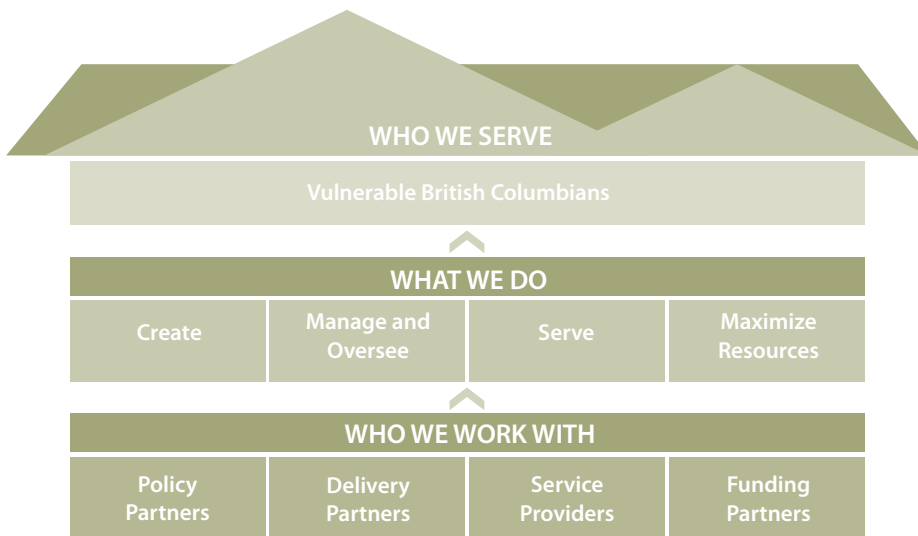 WHO WE SERVE
Vulnerable British Columbians
WHAT WE DO
Create
Manage and
Oversee
Serve
Maximize
Resources
WHO WE WORK WITH
Policy
Partners
Delivery
Partners
Service
Providers
Funding
Partners